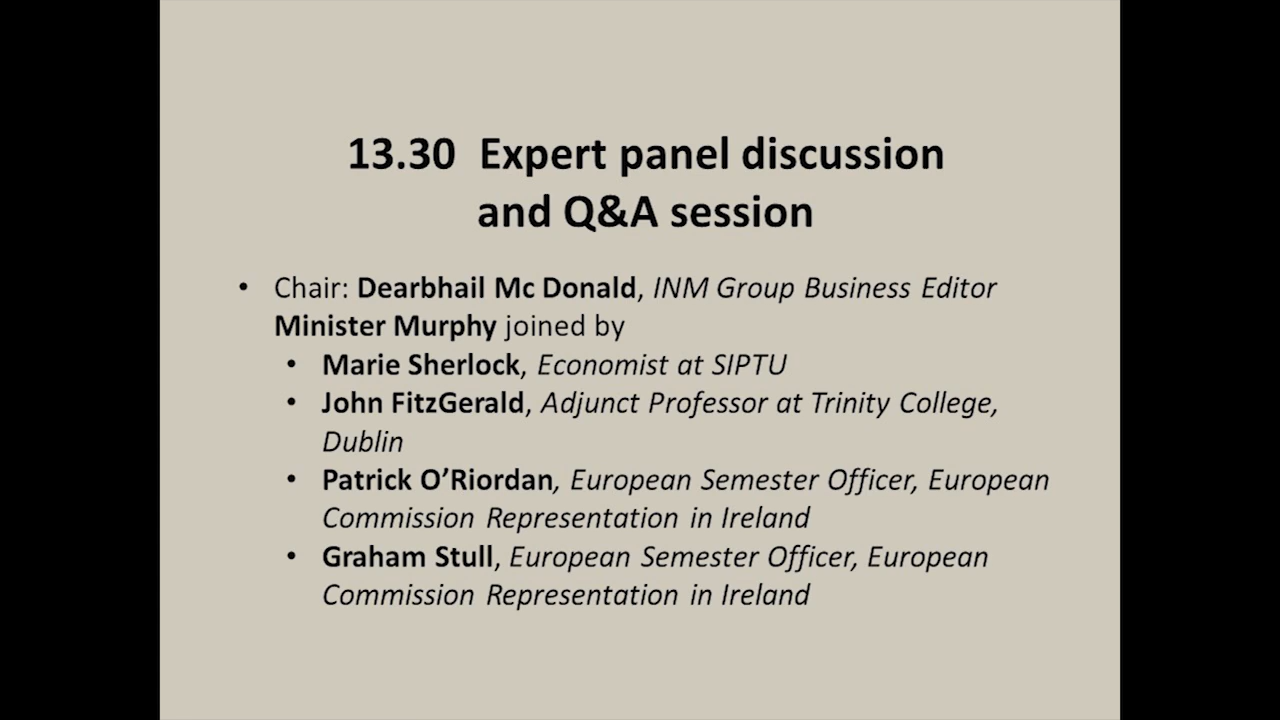 13.30 Expert panel discussion
and Q&A session
• Chair: Dearbhail Mc Donald, INM Group Business Editor
Minister Murphy joined by
• Marie Sherlock, Economist at SIPTU
• John FitzGerald, Adjunct Professor at Trinity College,
Dublin
• Patrick O’Riordan, European Semester Officer, European
Commission Representation in Ireland
• Graham Stull, European Semester Officer, European
Commission Representation in Ireland